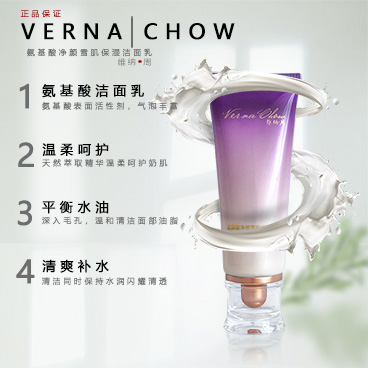 正品保证
VERNA CHOW
氨基酸净颜雪肌保湿洁面乳
维纳•周
1 氨基酸洁面乳
氨基酸表面活性剂，气泡丰富
2 温柔呵护
天然萃取精华温柔呵护奶肌
3 平衡水油
深入毛孔，温和清洁面部油脂
4 清爽补水
清洁同时保持水润闪耀清透
Verna Chow